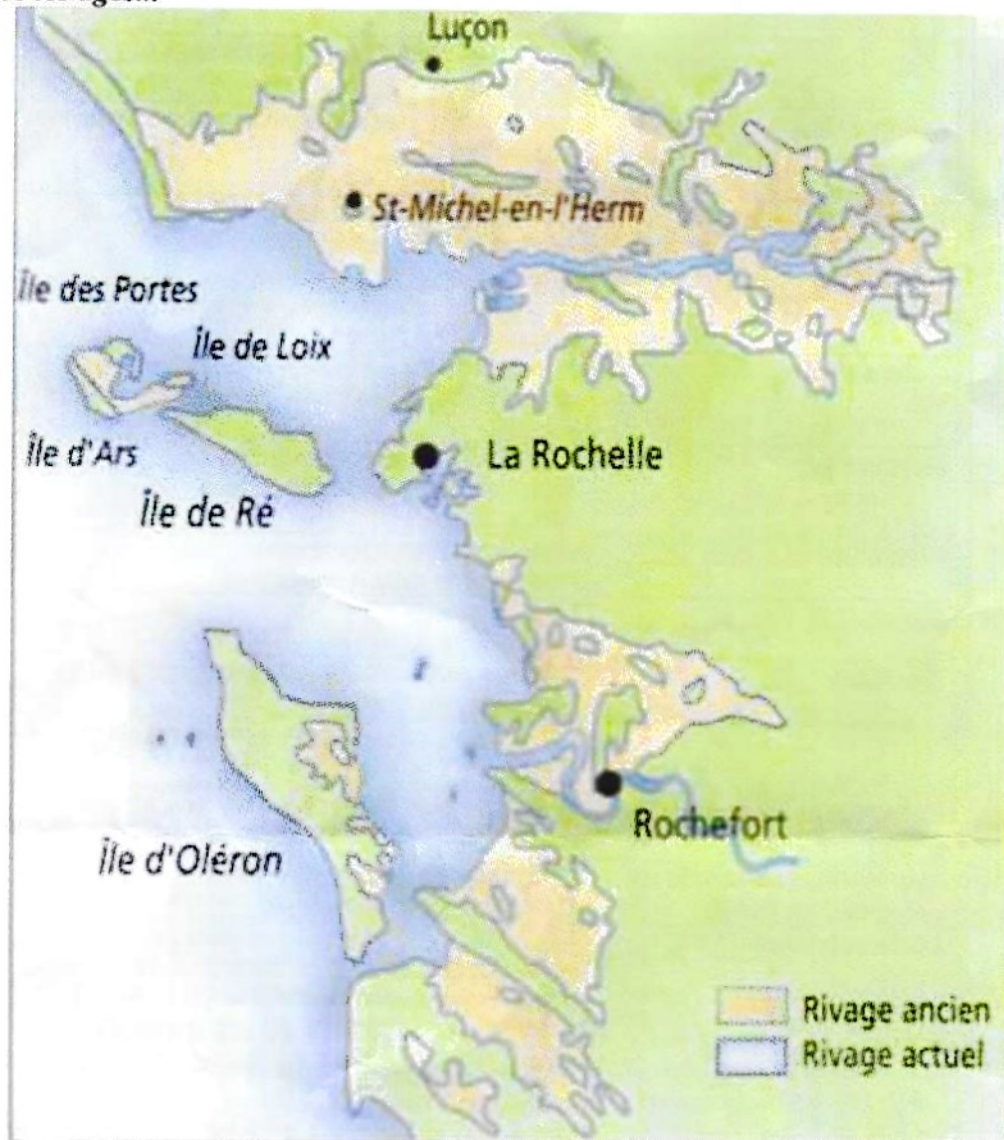 Luçon
St-Michel-en-l'Herm
Île des Portes
Île de Loix
Île d'Ars
La Rochelle
Île de Ré
Rochefort
Île d'Oléron
Rivage ancien
Rivage actuel